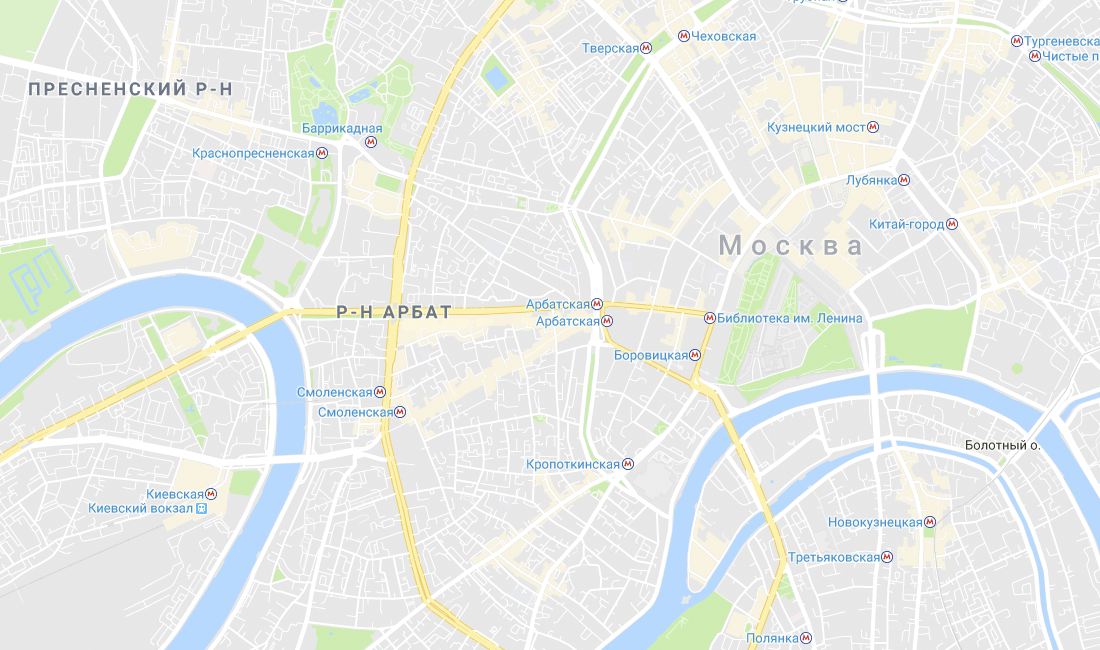 Тверская
Чеховская
Тургеневска
Чистые п
ПРЕСНЕНСКИЙ Р-Н
Баррикадная
Кузнецкий мост
Краснопресненская
Лубянка
Китай-город
Москва
Арбатская
Р-Н АРБАТ
Арбатская
Библиотека им. Ленина
Боровицкая
Смоленская
Смоленская
Болотный о.
Кропоткинская
Киевская
Киевский вокзал
Новокузнецкая
Третьяковская
Полянка